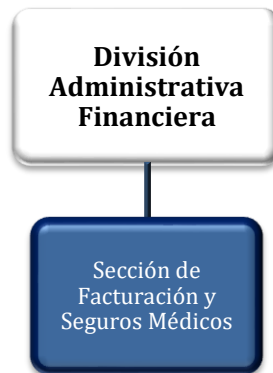 División
Administrativa
Financiera
Sección de
Facturación y
Seguros Médicos